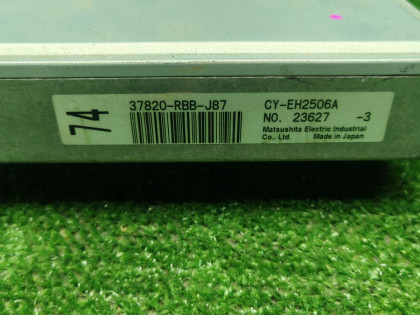 74
37820-RBB-J87 CY-EH2506A
NO. 23627 -3
Matsushita Electric Industrial
Co., Ltd. Made in Japan